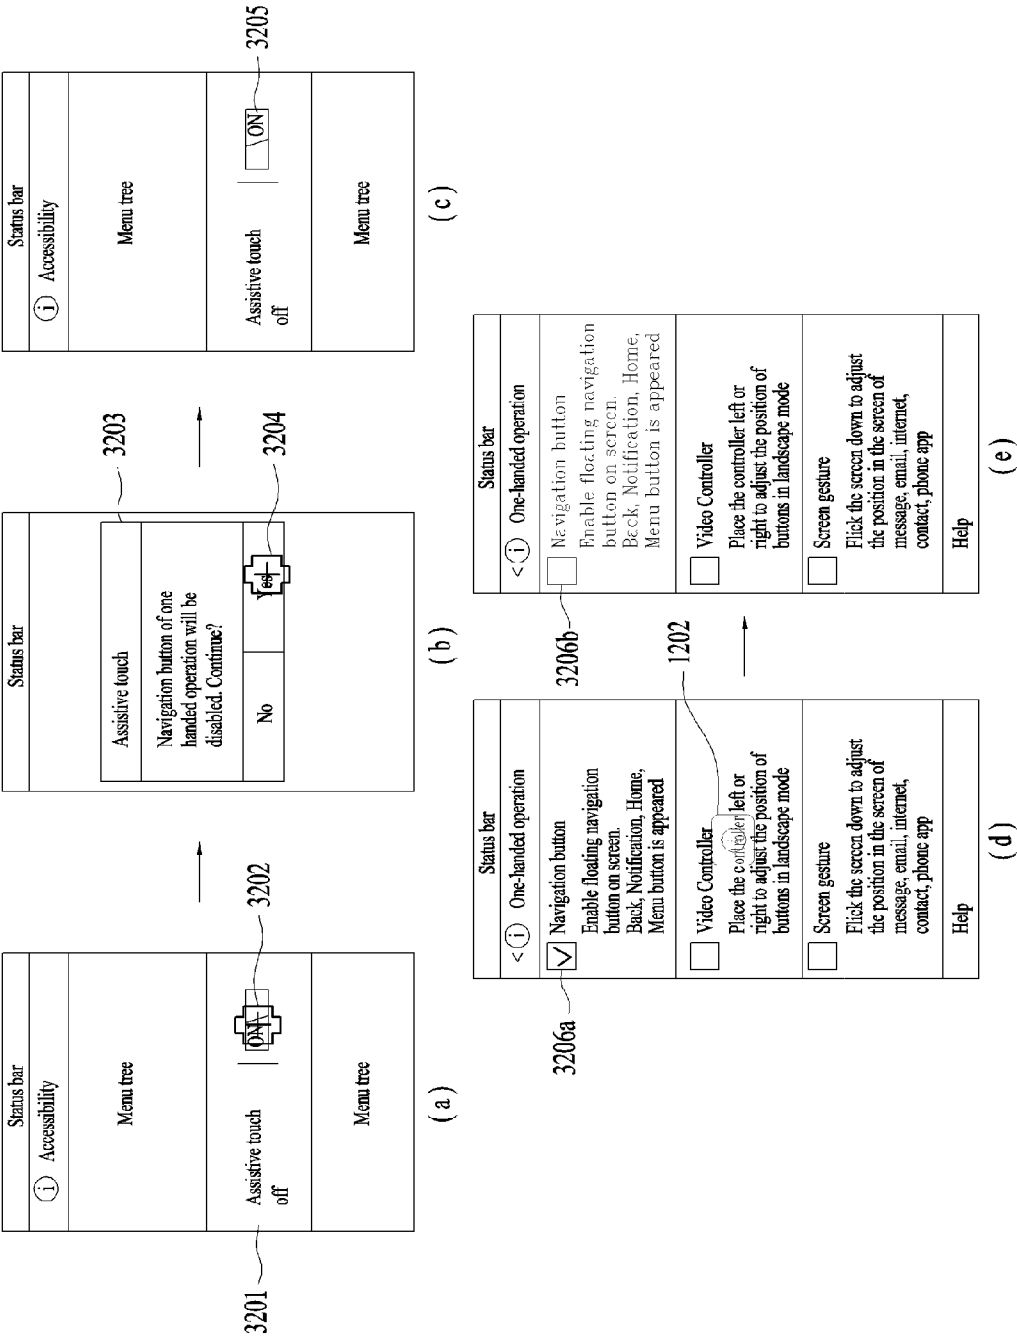 Status bar
(i) Accessibility
Menu tree
3201
Assistive touch
off
ON
3202
Menu tree
(a)
Status bar
3203
Assistive touch
Navigation button of one
handed operation will be
disabled. Continue?
No
Yes
3204
(b)
Status bar
(i) Accessibility
Menu tree
Assistive touch
off
ON
3205
Menu tree
(c)
Status bar
< (i) One-handed operation
3206a
Navigation button
Enable floating navigation
button on screen.
Back, Notification, Home,
Menu button is appeared
1202
Video Controller
Place the controller left or
right to adjust the position of
buttons in landscape mode
Screen gesture
Flick the screen down to adjust
the position in the screen of
message, email, internet,
contact, phone app
Help
(d)
Status bar
< (i) One-handed operation
3206b
Navigation button
Enable floating navigation
button on screen.
Back, Notification, Home,
Menu button is appeared
Video Controller
Place the controller left or
right to adjust the position of
buttons in landscape mode
Screen gesture
Flick the screen down to adjust
the position in the screen of
message, email, internet,
contact, phone app
Help
(e)